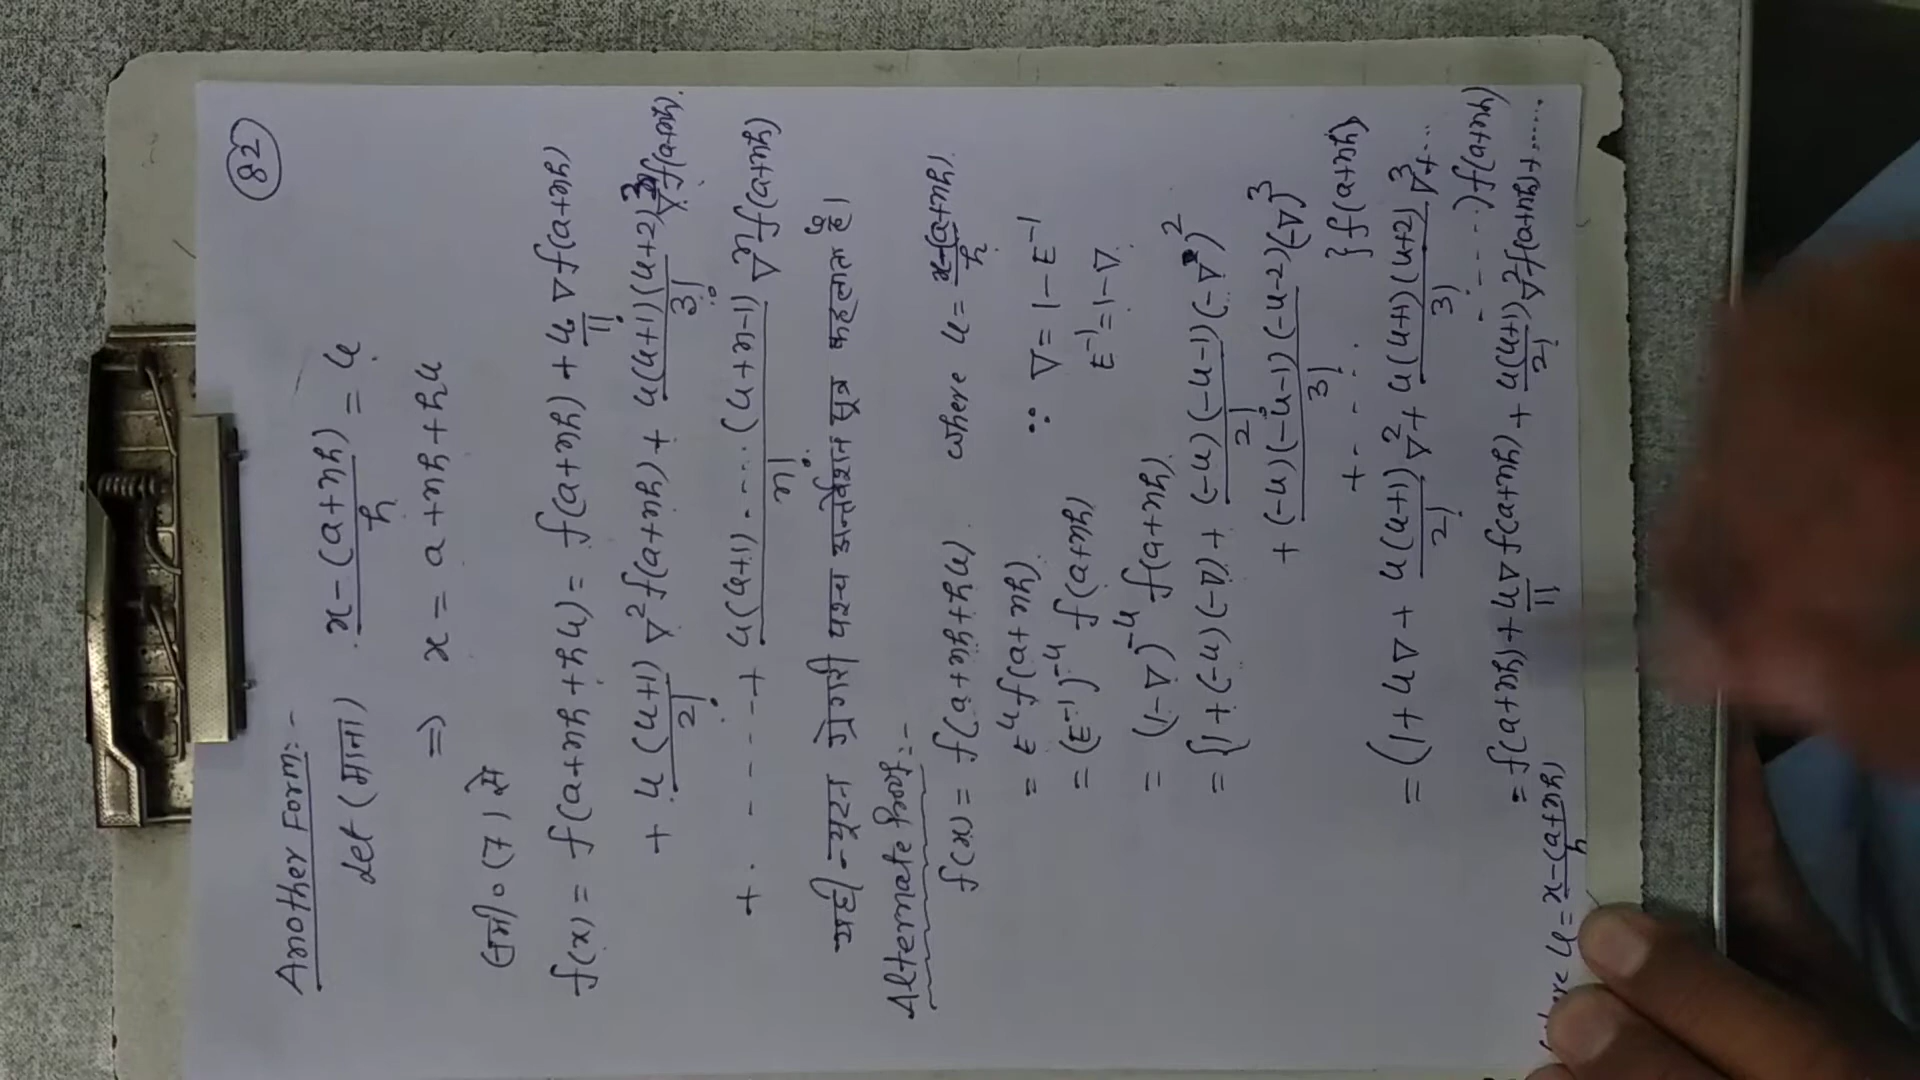 82
Another Form:-
Let (माना) x-(a+nh)/h = u
⇒ x = a+nh+hu
समी० (7) से
f(x) = f(a+nh+hu) = f(a+nh) + u/1! ∇f(a+nh)
+ u(u+1)/2! ∇²f(a+nh) + u(u+1)(u+2)/3! ∇³f(a+nh).
+ . - - - - + u(u+1)-...(u+n-1)/n! ∇ⁿf(a+nh)
यही - न्यूटन ग्रेगरी पश्च अन्तर्वेशन सूत्र कहलाता है।
Alternate Proof:-
f(x) = f(a+nh+hu) where u = x-(a+nh)/h
= Eᵘf(a+nh) ∵ ∇ = 1-E⁻¹
= (E⁻¹)⁻ᵘ f(a+nh) E⁻¹ = 1-∇
= (1-∇)⁻ᵘ f(a+nh)
= {1+(-u)(-∇) + (-u)(-u-1)/2! (-∇)²
+ (-u)(-u-1)(-u-2)/3! (-∇)³
+ - - . . } f(a+nh)
= (1+u∇ + u(u+1)/2! ∇² + u(u+1)(u+2)/3! ∇³+...
- - - - -) f(a+nh)
= f(a+nh) + u/1! ∇f(a+nh) + u(u+1)/2! ∇²f(a+nh)+......
u = x-(a+nh)/h